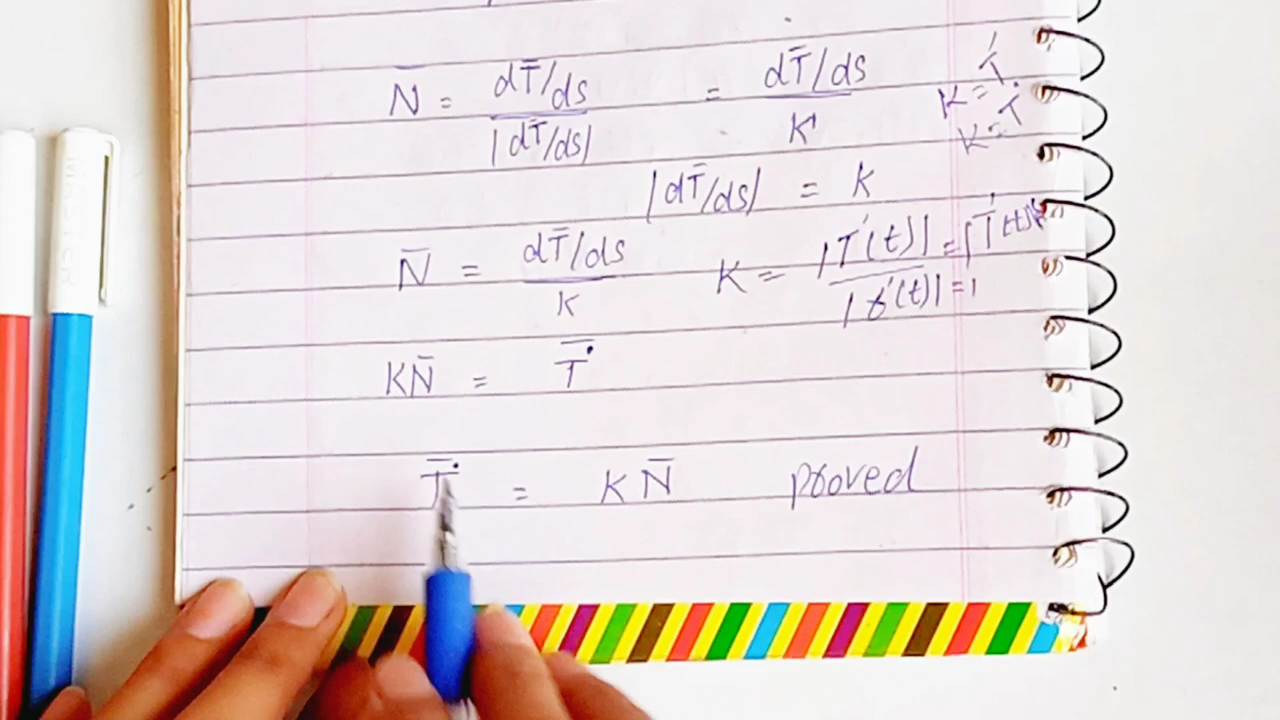 N̄ = dT̄/ds / |dT̄/ds| = dT̄/ds / K
K = T'
K = Ṫ
|dT̄/ds| = K
N̄ = dT̄/ds / K K = |T'(t)| / |r'(t)| = 1 = |T'(t)|
KN̄ = T̄˙
T̄˙ = KN̄ proved